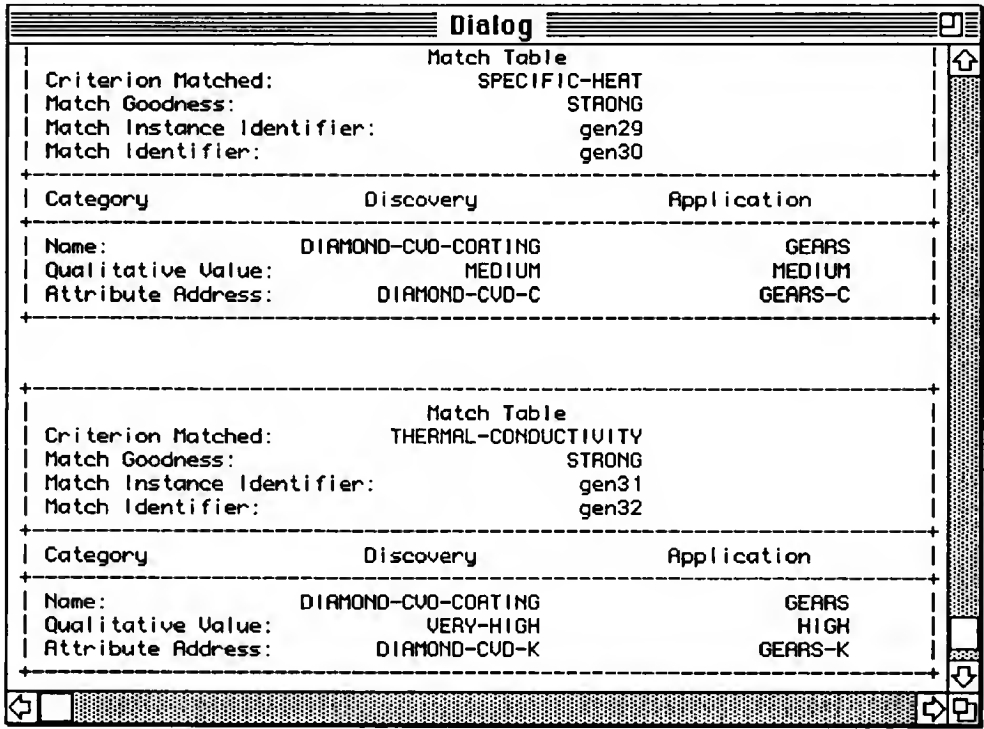 Dialog
Match Table
Criterion Matched: SPECIFIC-HEAT
Match Goodness: STRONG
Match Instance Identifier: gen29
Match Identifier: gen30
Category Discovery Application
Name: DIAMOND-CVD-COATING GEARS
Qualitative Value: MEDIUM MEDIUM
Attribute Address: DIAMOND-CVD-C GEARS-C
Match Table
Criterion Matched: THERMAL-CONDUCTIVITY
Match Goodness: STRONG
Match Instance Identifier: gen31
Match Identifier: gen32
Category Discovery Application
Name: DIAMOND-CVD-COATING GEARS
Qualitative Value: VERY-HIGH HIGH
Attribute Address: DIAMOND-CVD-K GEARS-K